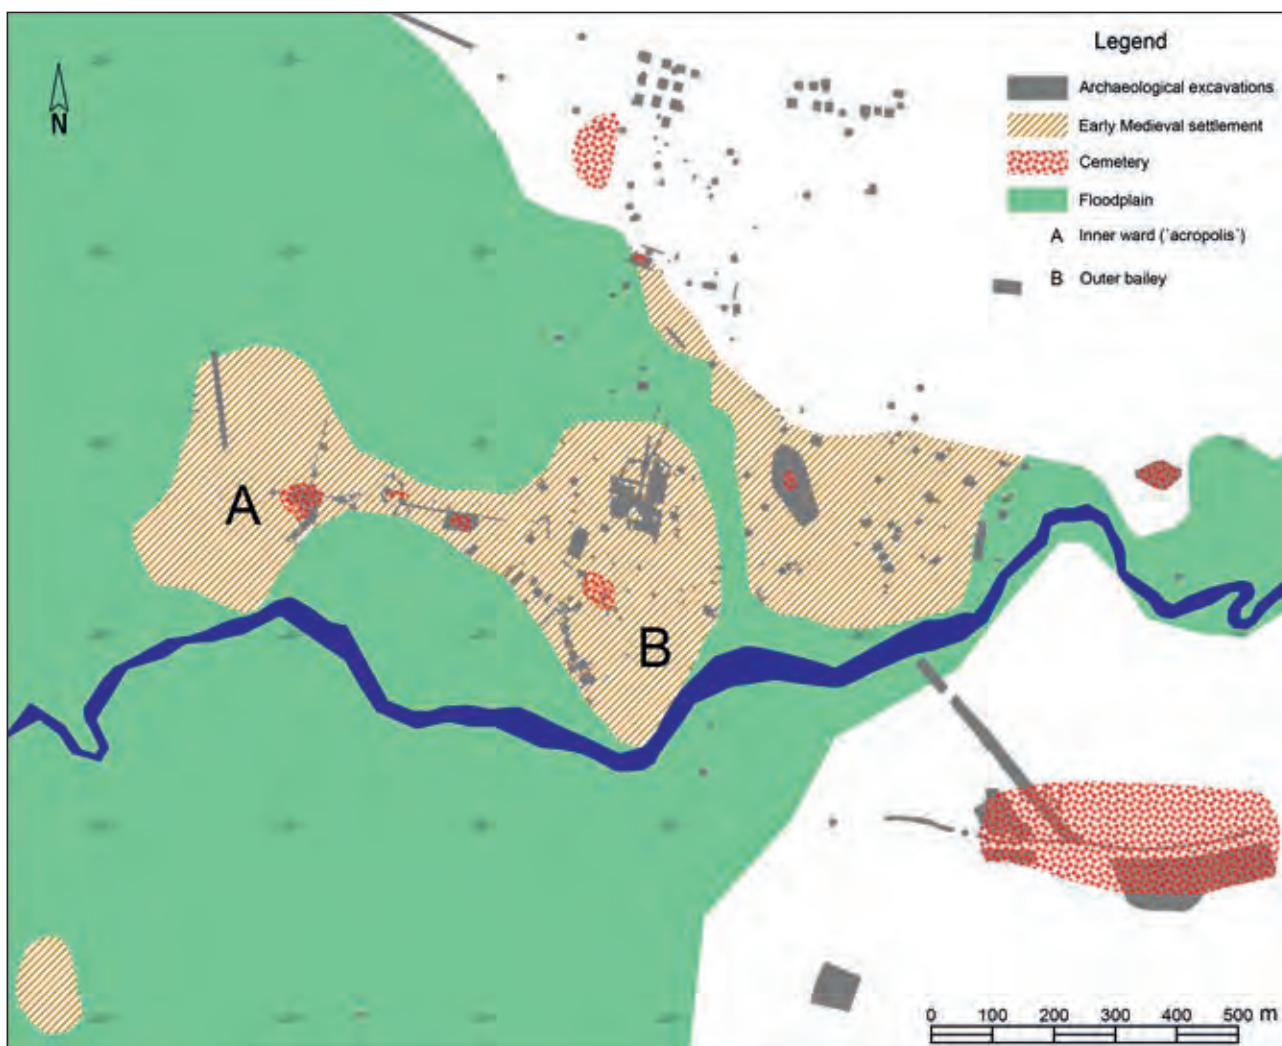 Legend
Archaeological excavations
Early Medieval settlement
Cemetery
Floodplain
A Inner ward (´acropolis´)
B Outer bailey
N
A
B
0 100 200 300 400 500 m